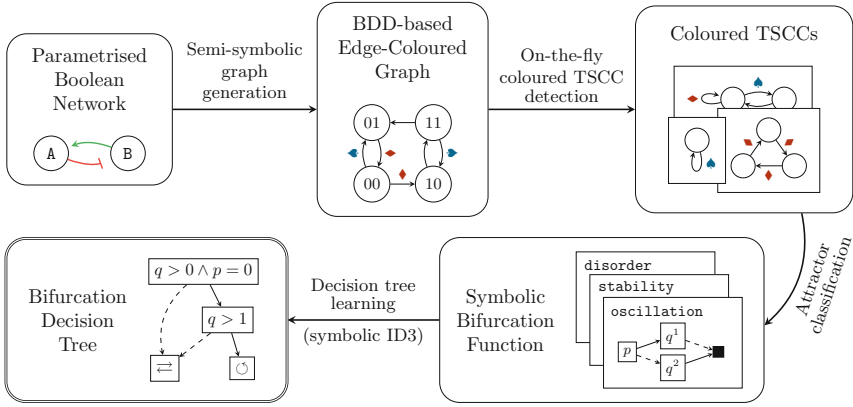 Parametrised
Boolean
Network
A
B
Semi-symbolic
graph
generation
BDD-based
Edge-Coloured
Graph
01
11
00
10
On-the-fly
coloured TSCC
detection
Coloured TSCCs
Attractor
classification
Symbolic
Bifurcation
Function
disorder
stability
oscillation
p
q¹
q²
Decision tree
learning
(symbolic ID3)
Bifurcation
Decision
Tree
q > 0 ∧ p = 0
q > 1
⇄
↺